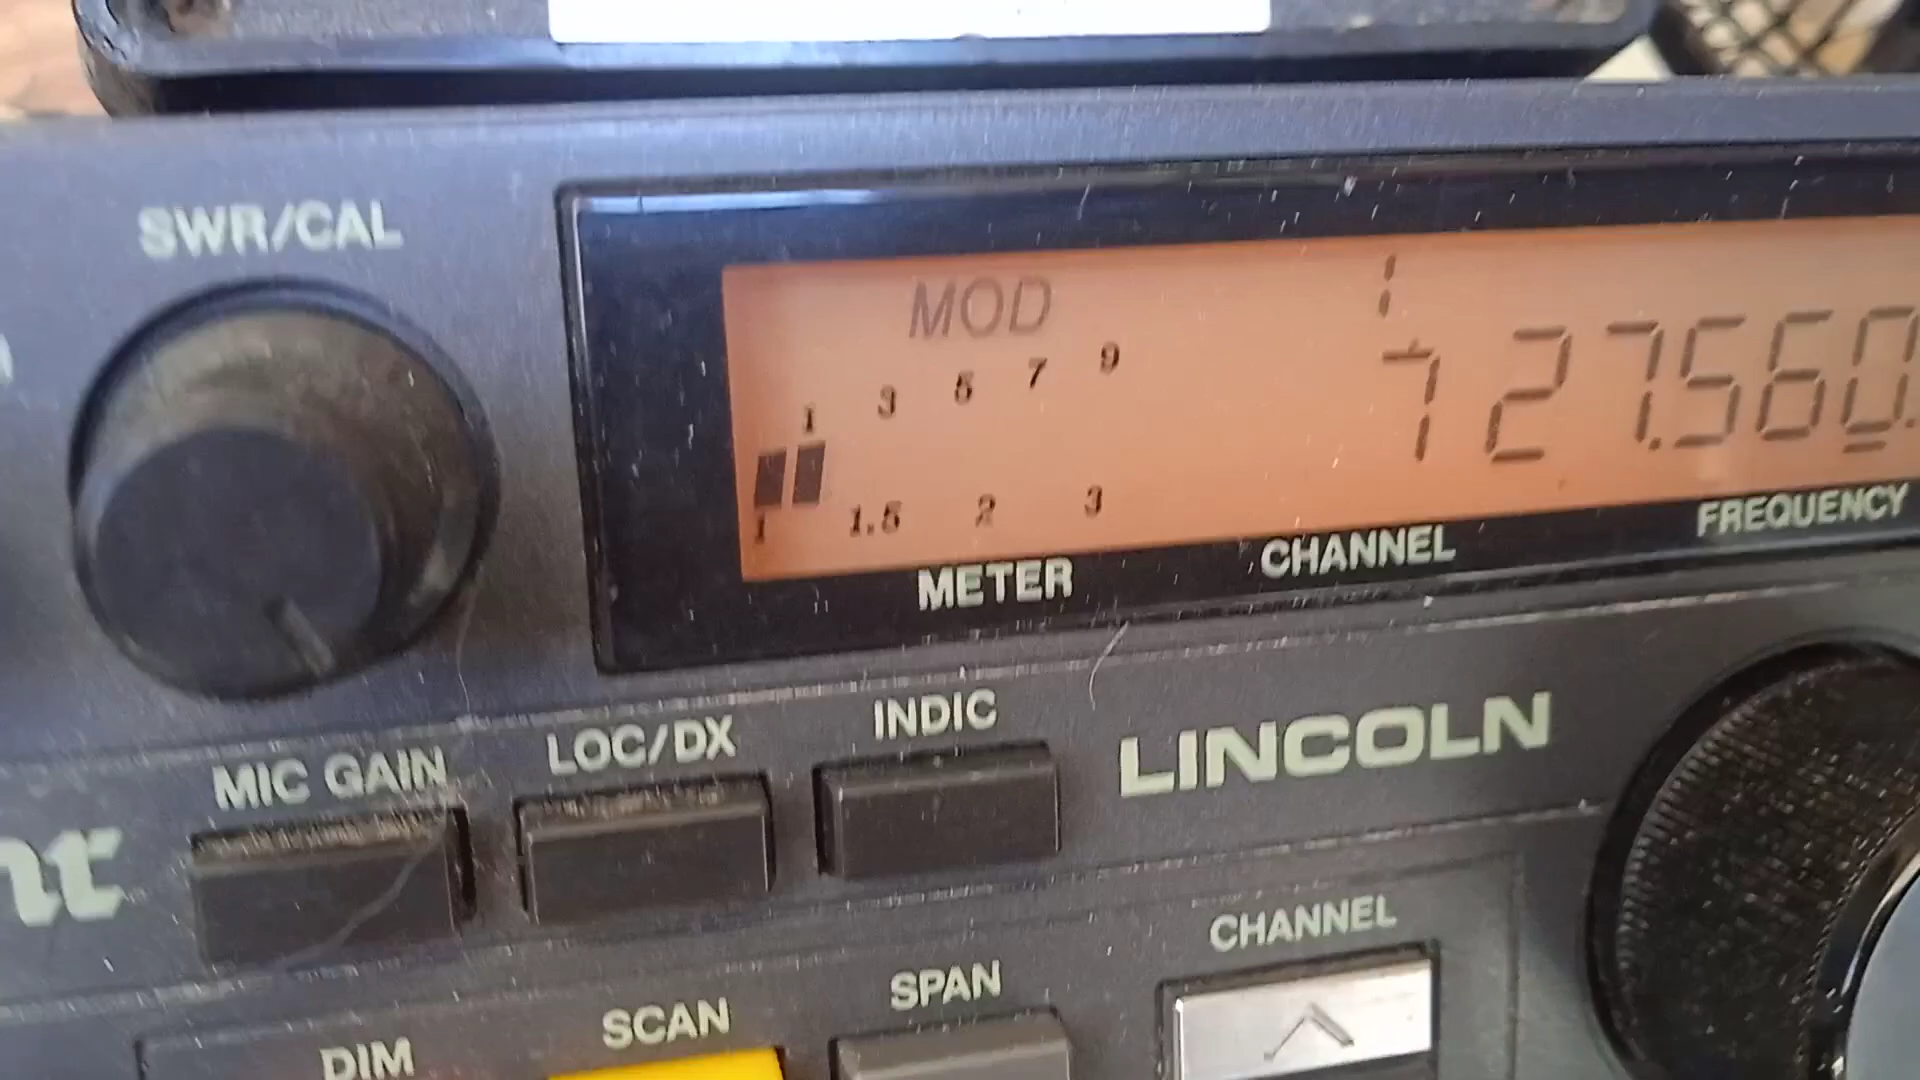 SWR/CAL
MOD
1 3 5 7 9
1 1.5 2 3
27.560.
METER CHANNEL FREQUENCY
MIC GAIN LOC/DX INDIC LINCOLN
CHANNEL
DIM SCAN SPAN